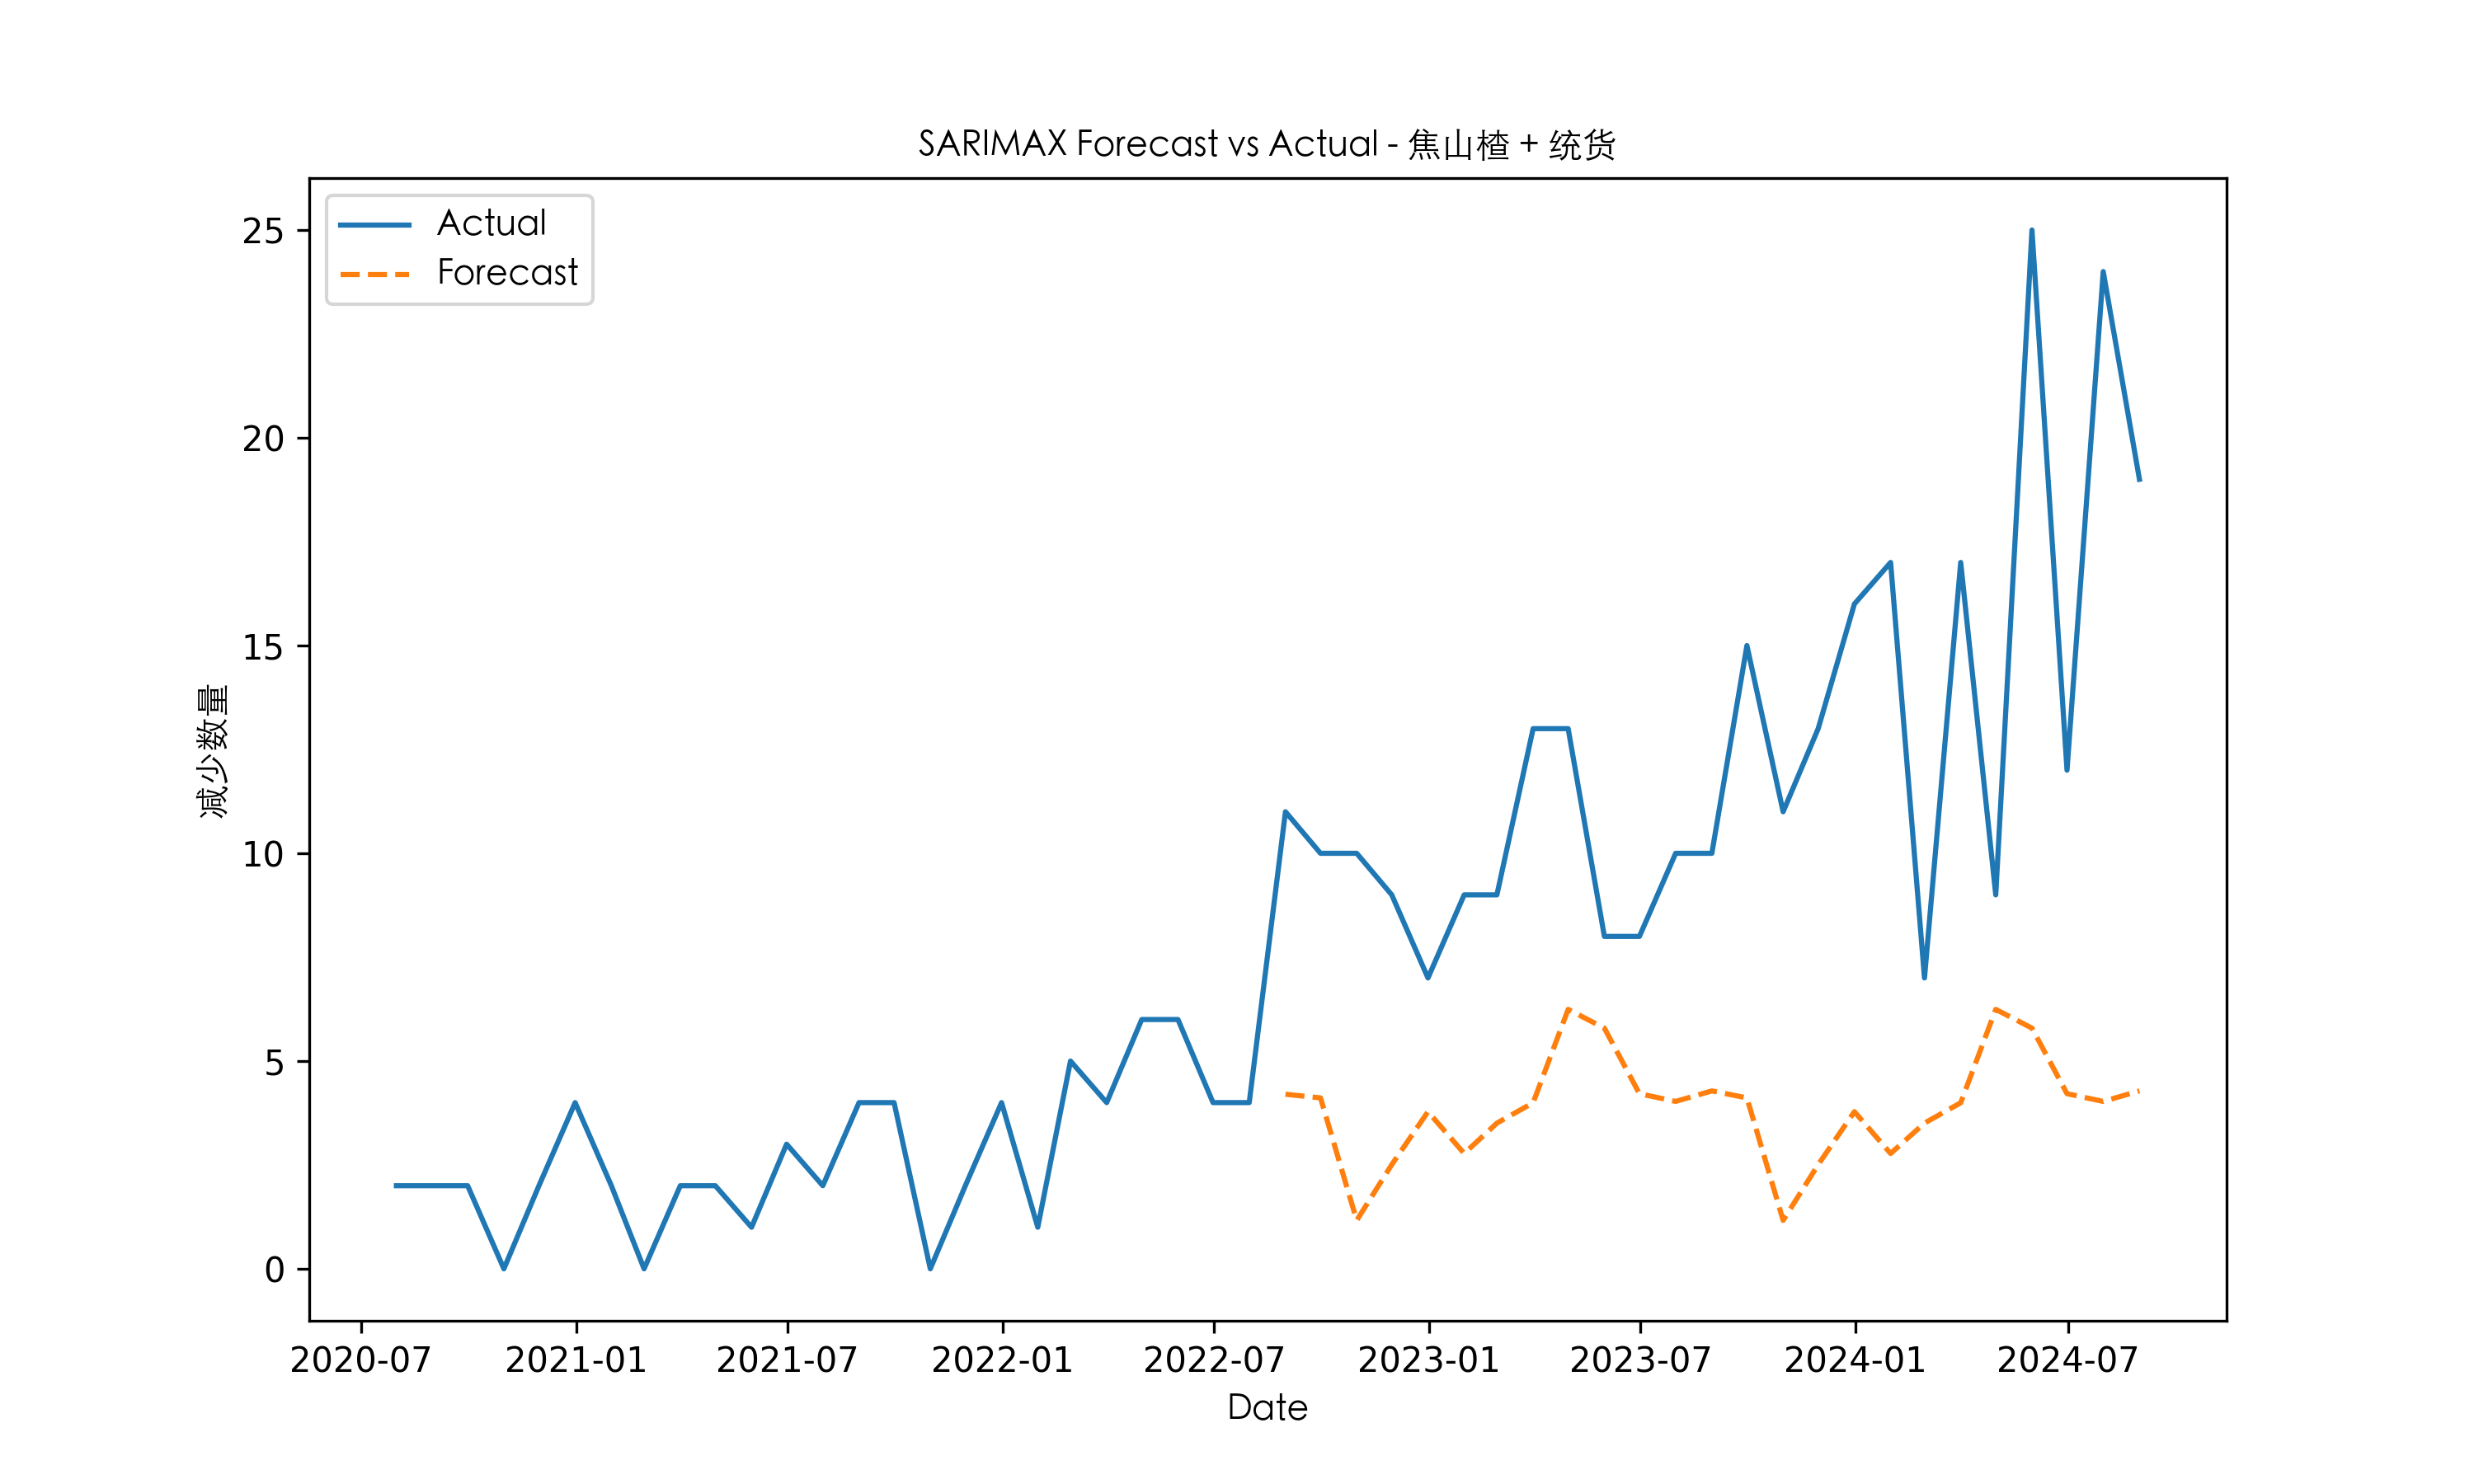 SARIMAX Forecast vs Actual - 焦山楂 + 统货
Actual
Forecast
25
20
15
10
5
0
减少数量
2020-07 2021-01 2021-07 2022-01 2022-07 2023-01 2023-07 2024-01 2024-07
Date